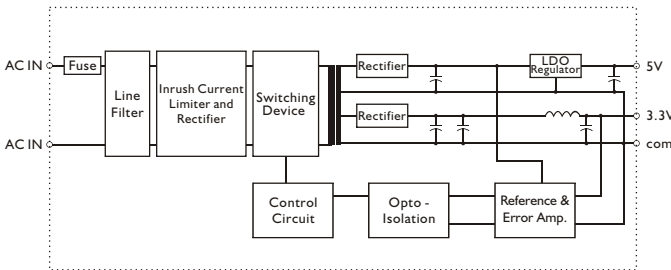 AC IN
Fuse
Line
Filter
Inrush Current
Limiter and
Rectifier
Switching
Device
Rectifier
LDO
Regulator
5V
Rectifier
3.3V
AC IN
com
Control
Circuit
Opto -
Isolation
Reference &
Error Amp.